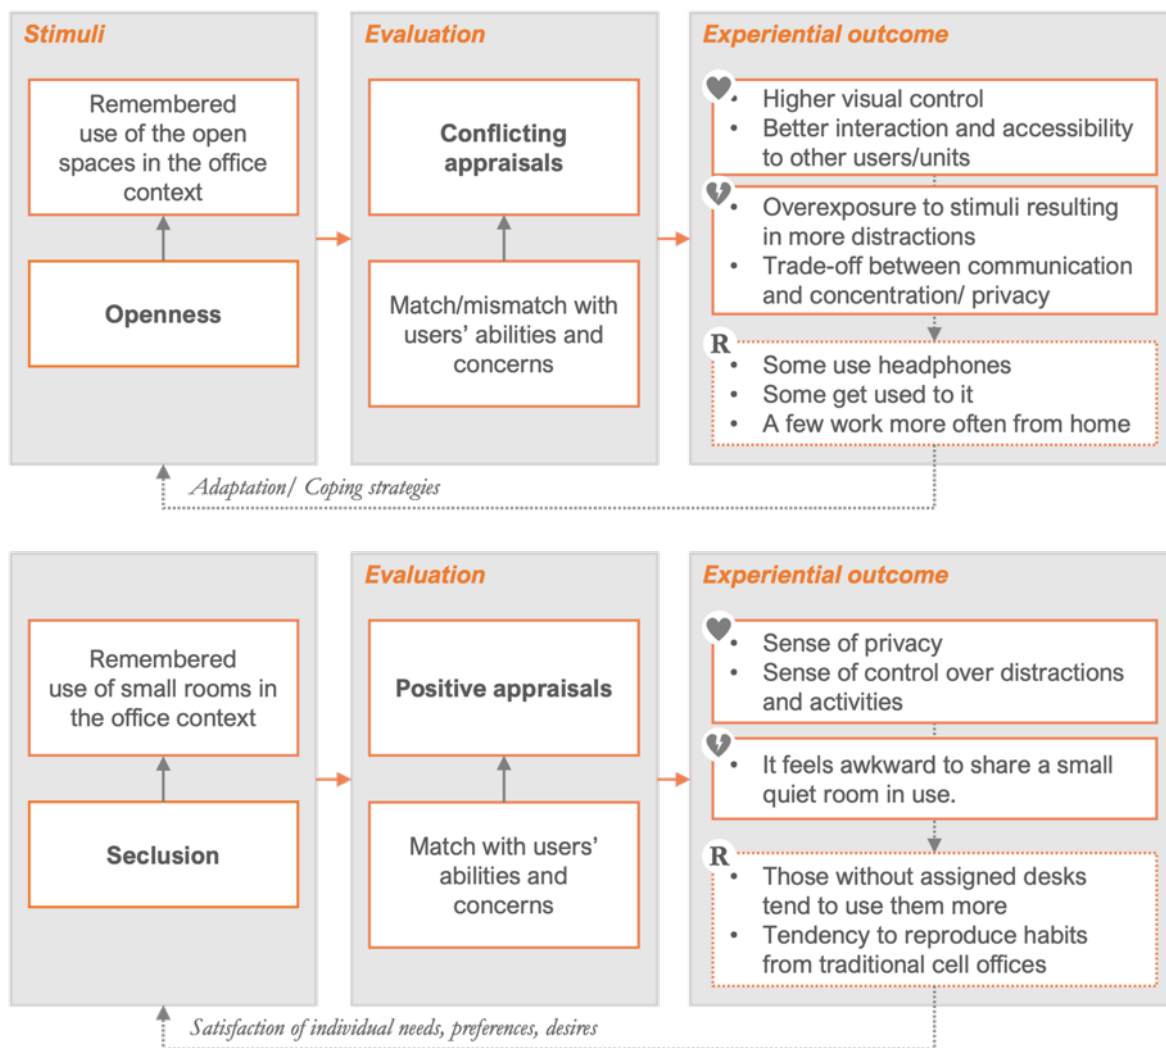 Stimuli
Remembered
use of the open
spaces in the office
context
Openness
Evaluation
Conflicting
appraisals
Match/mismatch with
users' abilities and
concerns
Experiential outcome
• Higher visual control
• Better interaction and accessibility
to other users/units
• Overexposure to stimuli resulting
in more distractions
• Trade-off between communication
and concentration/ privacy
R
• Some use headphones
• Some get used to it
• A few work more often from home
Adaptation/ Coping strategies
Remembered
use of small rooms in
the office context
Seclusion
Evaluation
Positive appraisals
Match with users'
abilities and
concerns
Experiential outcome
• Sense of privacy
• Sense of control over distractions
and activities
• It feels awkward to share a small
quiet room in use.
R
• Those without assigned desks
tend to use them more
• Tendency to reproduce habits
from traditional cell offices
Satisfaction of individual needs, preferences, desires